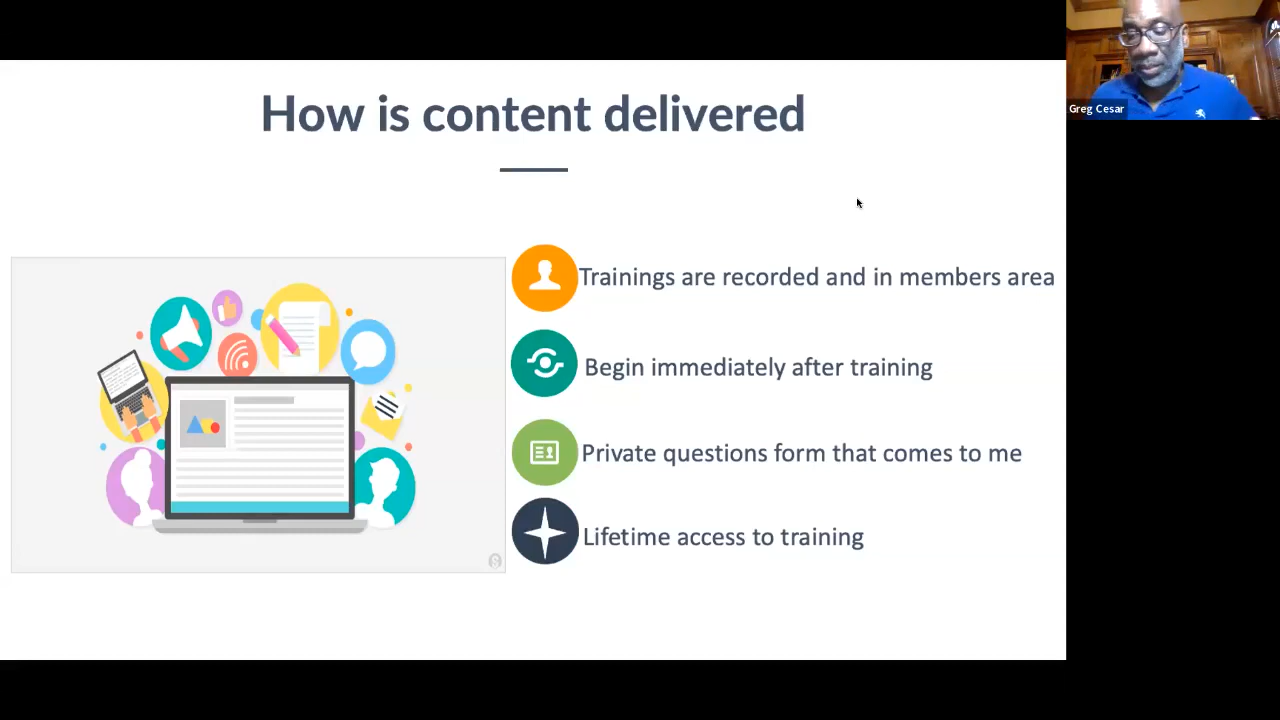 How is content delivered
Greg Cesar
Trainings are recorded and in members area
Begin immediately after training
Private questions form that comes to me
Lifetime access to training